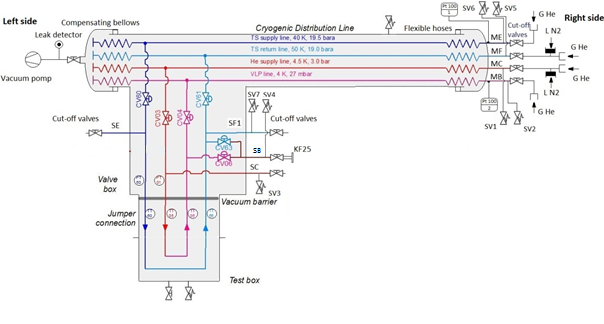 Left side
Compensating bellows
Cryogenic Distribution Line
Flexible hoses
Pt 100
1
SV6
SV5
G He
Right side
Leak detector
Vacuum pump
TS supply line, 40 K, 19.5 bara
TS return line, 50 K, 19.0 bara
He supply line, 4.5 K, 3.0 bar
VLP line, 4 K, 27 mbar
ME
MF
MC
MB
Cut-off
valves
L N2
G He
L N2
G He
Pt 100
2
SV1
SV2
CV60
CV03
CV04
CV61
SV7
SV4
Cut-off valves
SE
SF1
Cut-off valves
CV63
SB
CV06
KF25
SC
SV3
Valve
box
Vacuum barrier
Jumper
connection
Test box